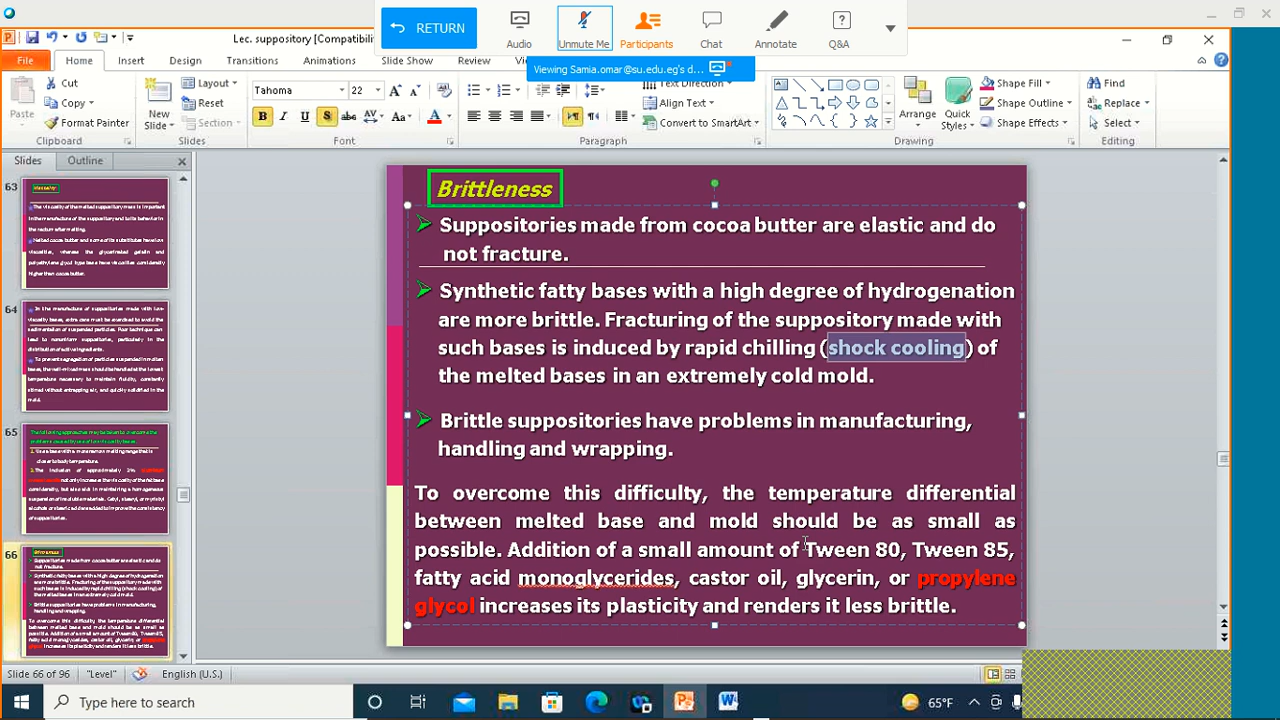 RETURN
Audio
Unmute Me
Participants
Chat
Annotate
Q&A
Viewing Samia.omar@su.edu.eg's d...
Lec. suppository [Compatibi
File
Home
Insert
Design
Transitions
Animations
Slide Show
Review
Cut
Copy
Format Painter
Paste
Clipboard
New
Slide
Layout
Reset
Section
Slides
Tahoma
22
Font
Text Direction
Align Text
Convert to SmartArt
Paragraph
Arrange
Quick
Styles
Shape Fill
Shape Outline
Shape Effects
Drawing
Find
Replace
Select
Editing
Slides
Outline
63
64
65
66
Brittleness
Suppositories made from cocoa butter are elastic and do
not fracture.
Synthetic fatty bases with a high degree of hydrogenation
are more brittle. Fracturing of the suppository made with
such bases is induced by rapid chilling (shock cooling) of
the melted bases in an extremely cold mold.
Brittle suppositories have problems in manufacturing,
handling and wrapping.
To overcome this difficulty, the temperature differential
between melted base and mold should be as small as
possible. Addition of a small amount of Tween 80, Tween 85,
fatty acid monoglycerides, castor oil, glycerin, or propylene
glycol increases its plasticity and renders it less brittle.
Slide 66 of 96
"Level"
English (U.S.)
Type here to search
65°F